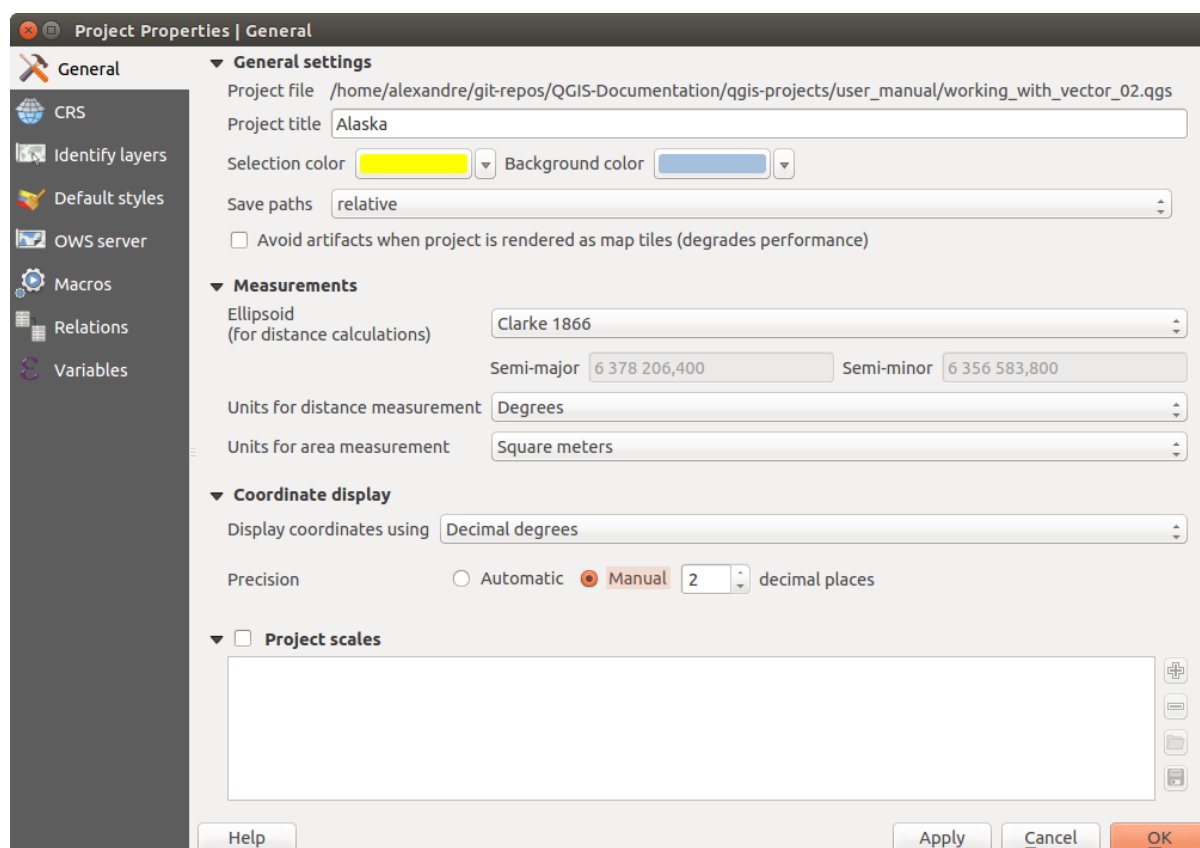 Project Properties | General
General
CRS
Identify layers
Default styles
OWS server
Macros
Relations
Variables
General settings
Project file /home/alexandre/git-repos/QGIS-Documentation/qgis-projects/user_manual/working_with_vector_02.qgs
Project title Alaska
Selection color Background color
Save paths relative
Avoid artifacts when project is rendered as map tiles (degrades performance)
Measurements
Ellipsoid
(for distance calculations) Clarke 1866
Semi-major 6 378 206,400 Semi-minor 6 356 583,800
Units for distance measurement Degrees
Units for area measurement Square meters
Coordinate display
Display coordinates using Decimal degrees
Precision Automatic Manual 2 decimal places
Project scales
Help Apply Cancel OK